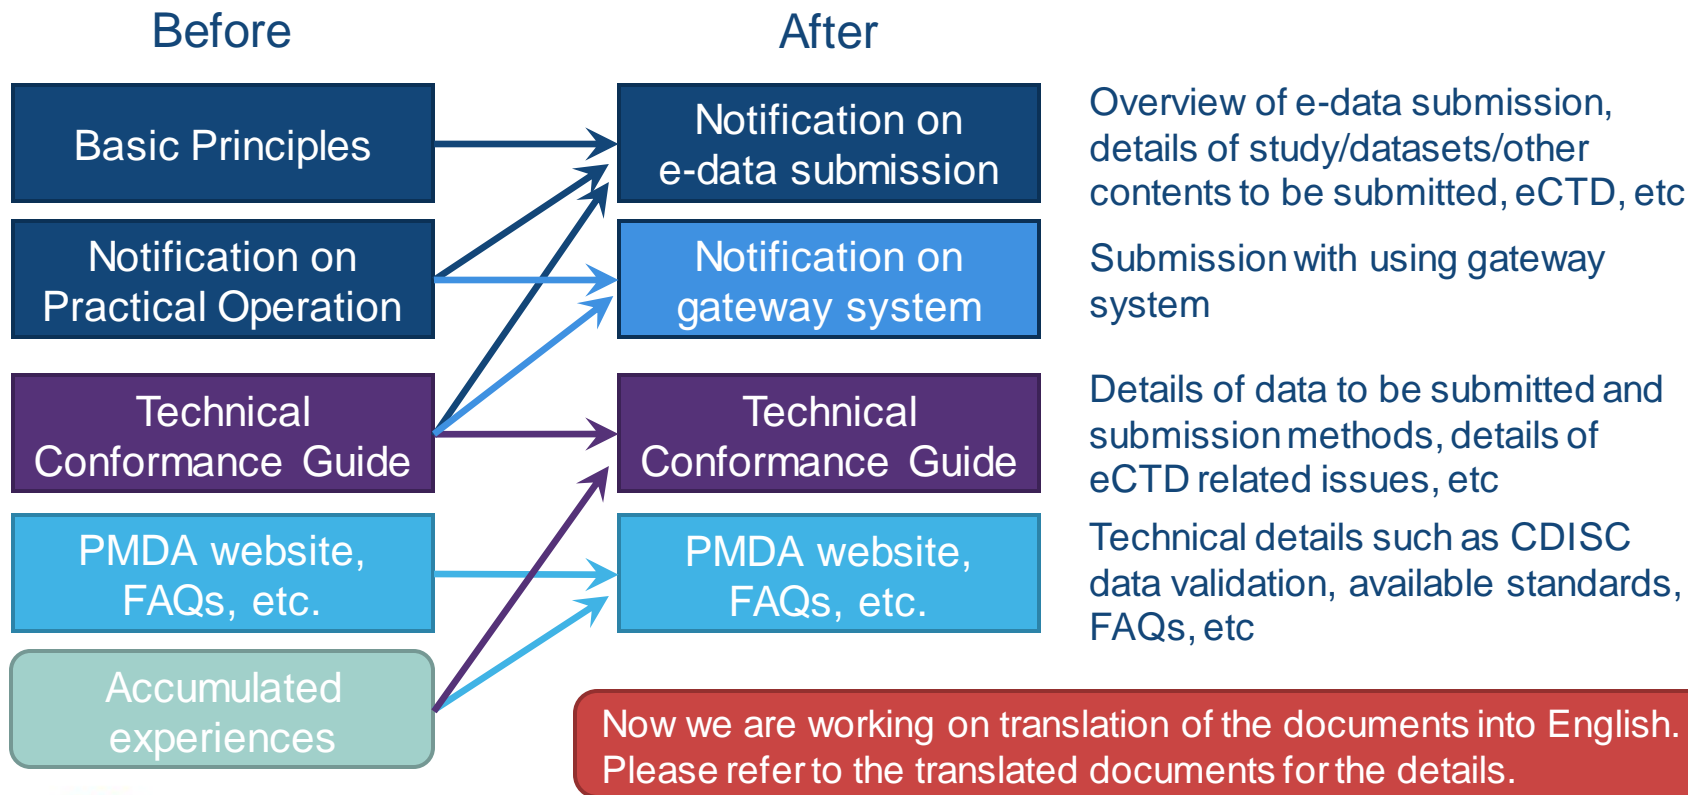 Before
After
Basic Principles
Notification on
e-data submission
Overview of e-data submission,
details of study/datasets/other
contents to be submitted, eCTD, etc
Notification on
Practical Operation
Notification on
gateway system
Submission with using gateway
system
Technical
Conformance Guide
Technical
Conformance Guide
Details of data to be submitted and
submission methods, details of
eCTD related issues, etc
PMDA website,
FAQs, etc.
PMDA website,
FAQs, etc.
Technical details such as CDISC
data validation, available standards,
FAQs, etc
Accumulated
experiences
Now we are working on translation of the documents into English.
Please refer to the translated documents for the details.